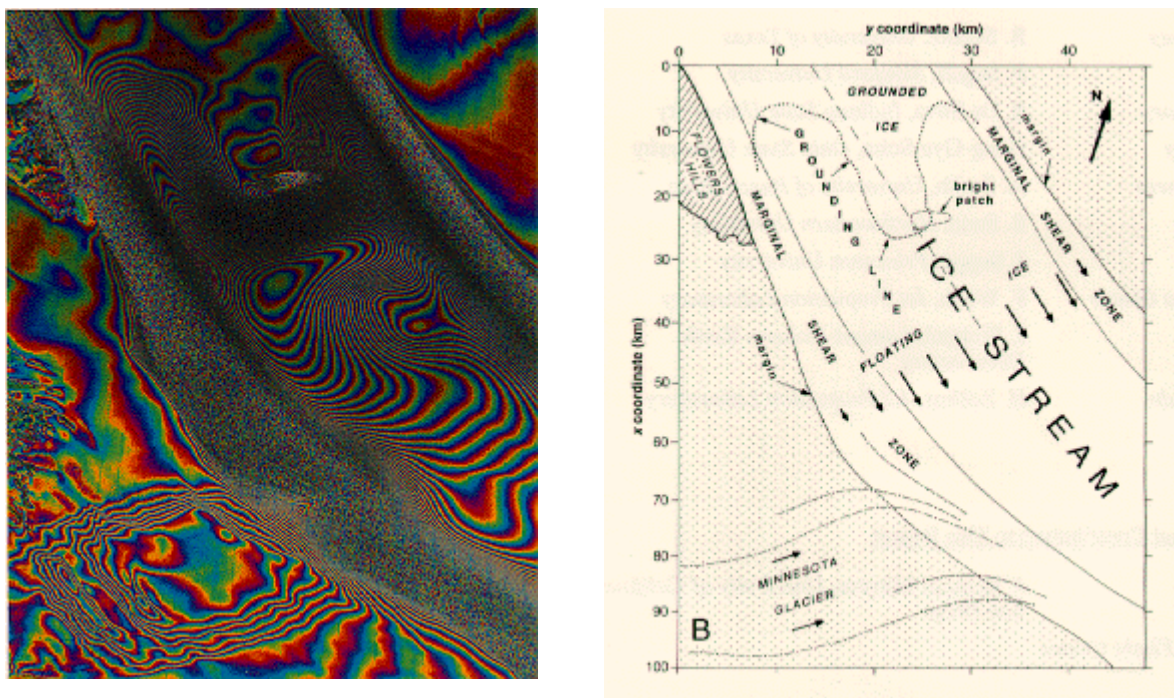 y coordinate (km)
0 10 20 30 40
0
10
20
30
40
50
60
70
80
90
100
x coordinate (km)
GROUNDED
ICE
N
FLOWERS
HILLS
GROUNDING
LINE
MARGINAL
SHEAR
ZONE
margin
bright
patch
MARGINAL
SHEAR
ZONE
margin
ICE STREAM
FLOATING
ICE
MINNESOTA
GLACIER
B